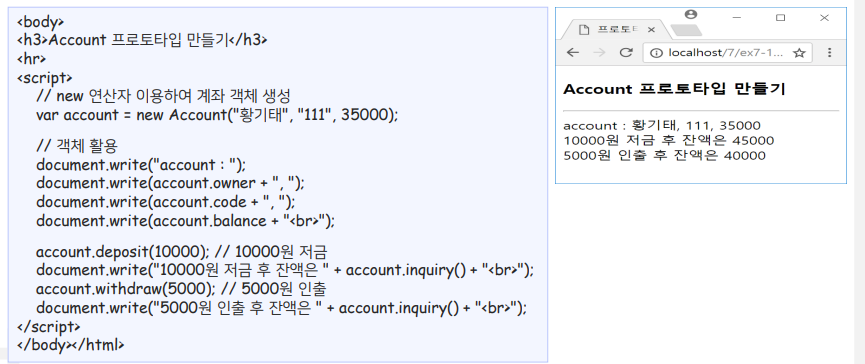 <body>
<h3>Account 프로토타입 만들기</h3>
<hr>
<script>
// new 연산자 이용하여 계좌 객체 생성
var account = new Account("황기태", "111", 35000);
// 객체 활용
document.write("account : ");
document.write(account.owner + ", ");
document.write(account.code + ", ");
document.write(account.balance + "<br>");
account.deposit(10000); // 10000원 저금
document.write("10000원 저금 후 잔액은 " + account.inquiry() + "<br>");
account.withdraw(5000); // 5000원 인출
document.write("5000원 인출 후 잔액은 " + account.inquiry() + "<br>");
</script>
</body></html>
프로토
localhost/7/ex7-1...
Account 프로토타입 만들기
account : 황기태, 111, 35000
10000원 저금 후 잔액은 45000
5000원 인출 후 잔액은 40000